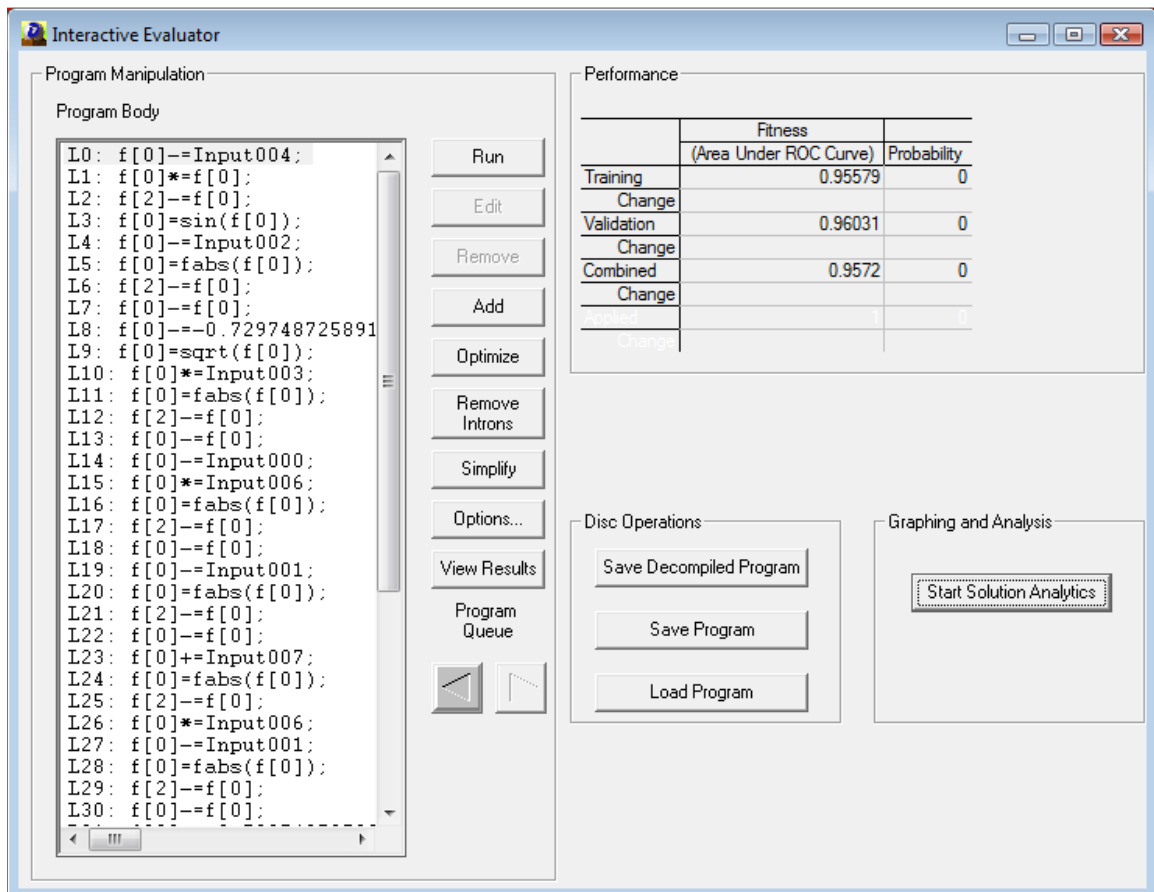 Interactive Evaluator
Program Manipulation
Program Body
L0: f[0]-=Input004;
L1: f[0]*=f[0];
L2: f[2]-=f[0];
L3: f[0]=sin(f[0]);
L4: f[0]-=Input002;
L5: f[0]=fabs(f[0]);
L6: f[2]-=f[0];
L7: f[0]-=f[0];
L8: f[0]-=-0.729748725891
L9: f[0]=sqrt(f[0]);
L10: f[0]*=Input003;
L11: f[0]=fabs(f[0]);
L12: f[2]-=f[0];
L13: f[0]-=f[0];
L14: f[0]-=Input000;
L15: f[0]*=Input006;
L16: f[0]=fabs(f[0]);
L17: f[2]-=f[0];
L18: f[0]-=f[0];
L19: f[0]-=Input001;
L20: f[0]=fabs(f[0]);
L21: f[2]-=f[0];
L22: f[0]-=f[0];
L23: f[0]+=Input007;
L24: f[0]=fabs(f[0]);
L25: f[2]-=f[0];
L26: f[0]*=Input006;
L27: f[0]-=Input001;
L28: f[0]=fabs(f[0]);
L29: f[2]-=f[0];
L30: f[0]-=f[0];
Run
Edit
Remove
Add
Optimize
Remove
Introns
Simplify
Options...
View Results
Program
Queue
Performance
Fitness
(Area Under ROC Curve) Probability
Training 0.95579 0
Change
Validation 0.96031 0
Change
Combined 0.9572 0
Change
Applied 1 0
Change
Disc Operations
Save Decompiled Program
Save Program
Load Program
Graphing and Analysis
Start Solution Analytics